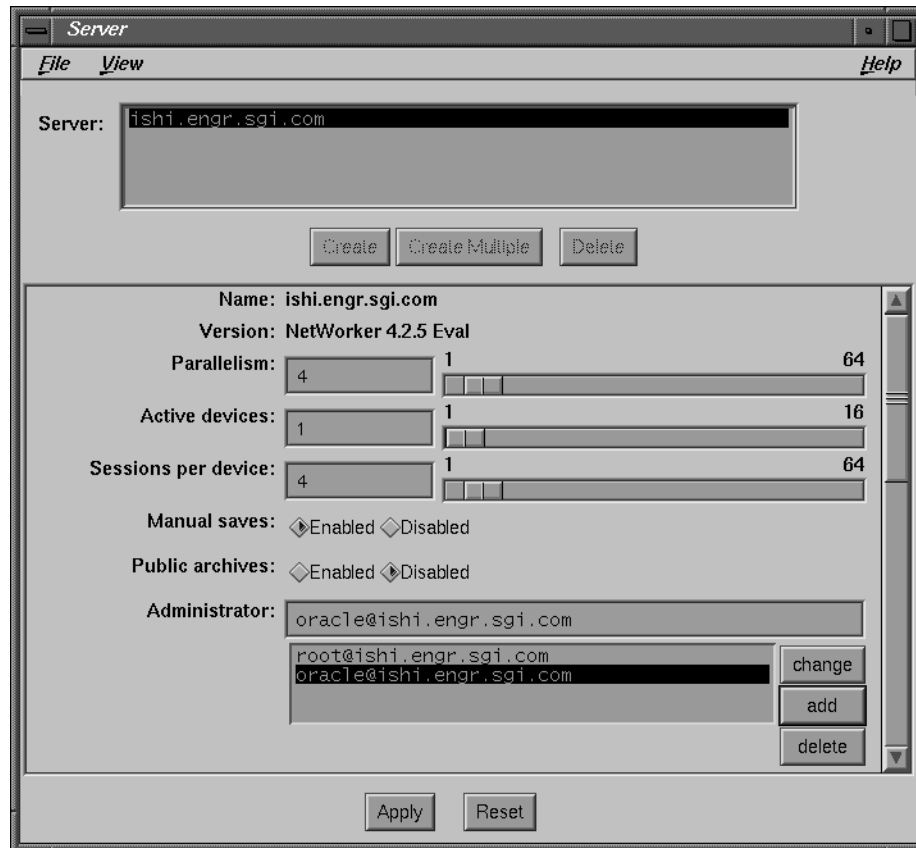 Server
File View Help
Server: ishi.engr.sgi.com
Create Create Multiple Delete
Name: ishi.engr.sgi.com
Version: NetWorker 4.2.5 Eval
Parallelism: 4 1 64
Active devices: 1 1 16
Sessions per device: 4 1 64
Manual saves: Enabled Disabled
Public archives: Enabled Disabled
Administrator: oracle@ishi.engr.sgi.com
root@ishi.engr.sgi.com change
oracle@ishi.engr.sgi.com
add
delete
Apply Reset